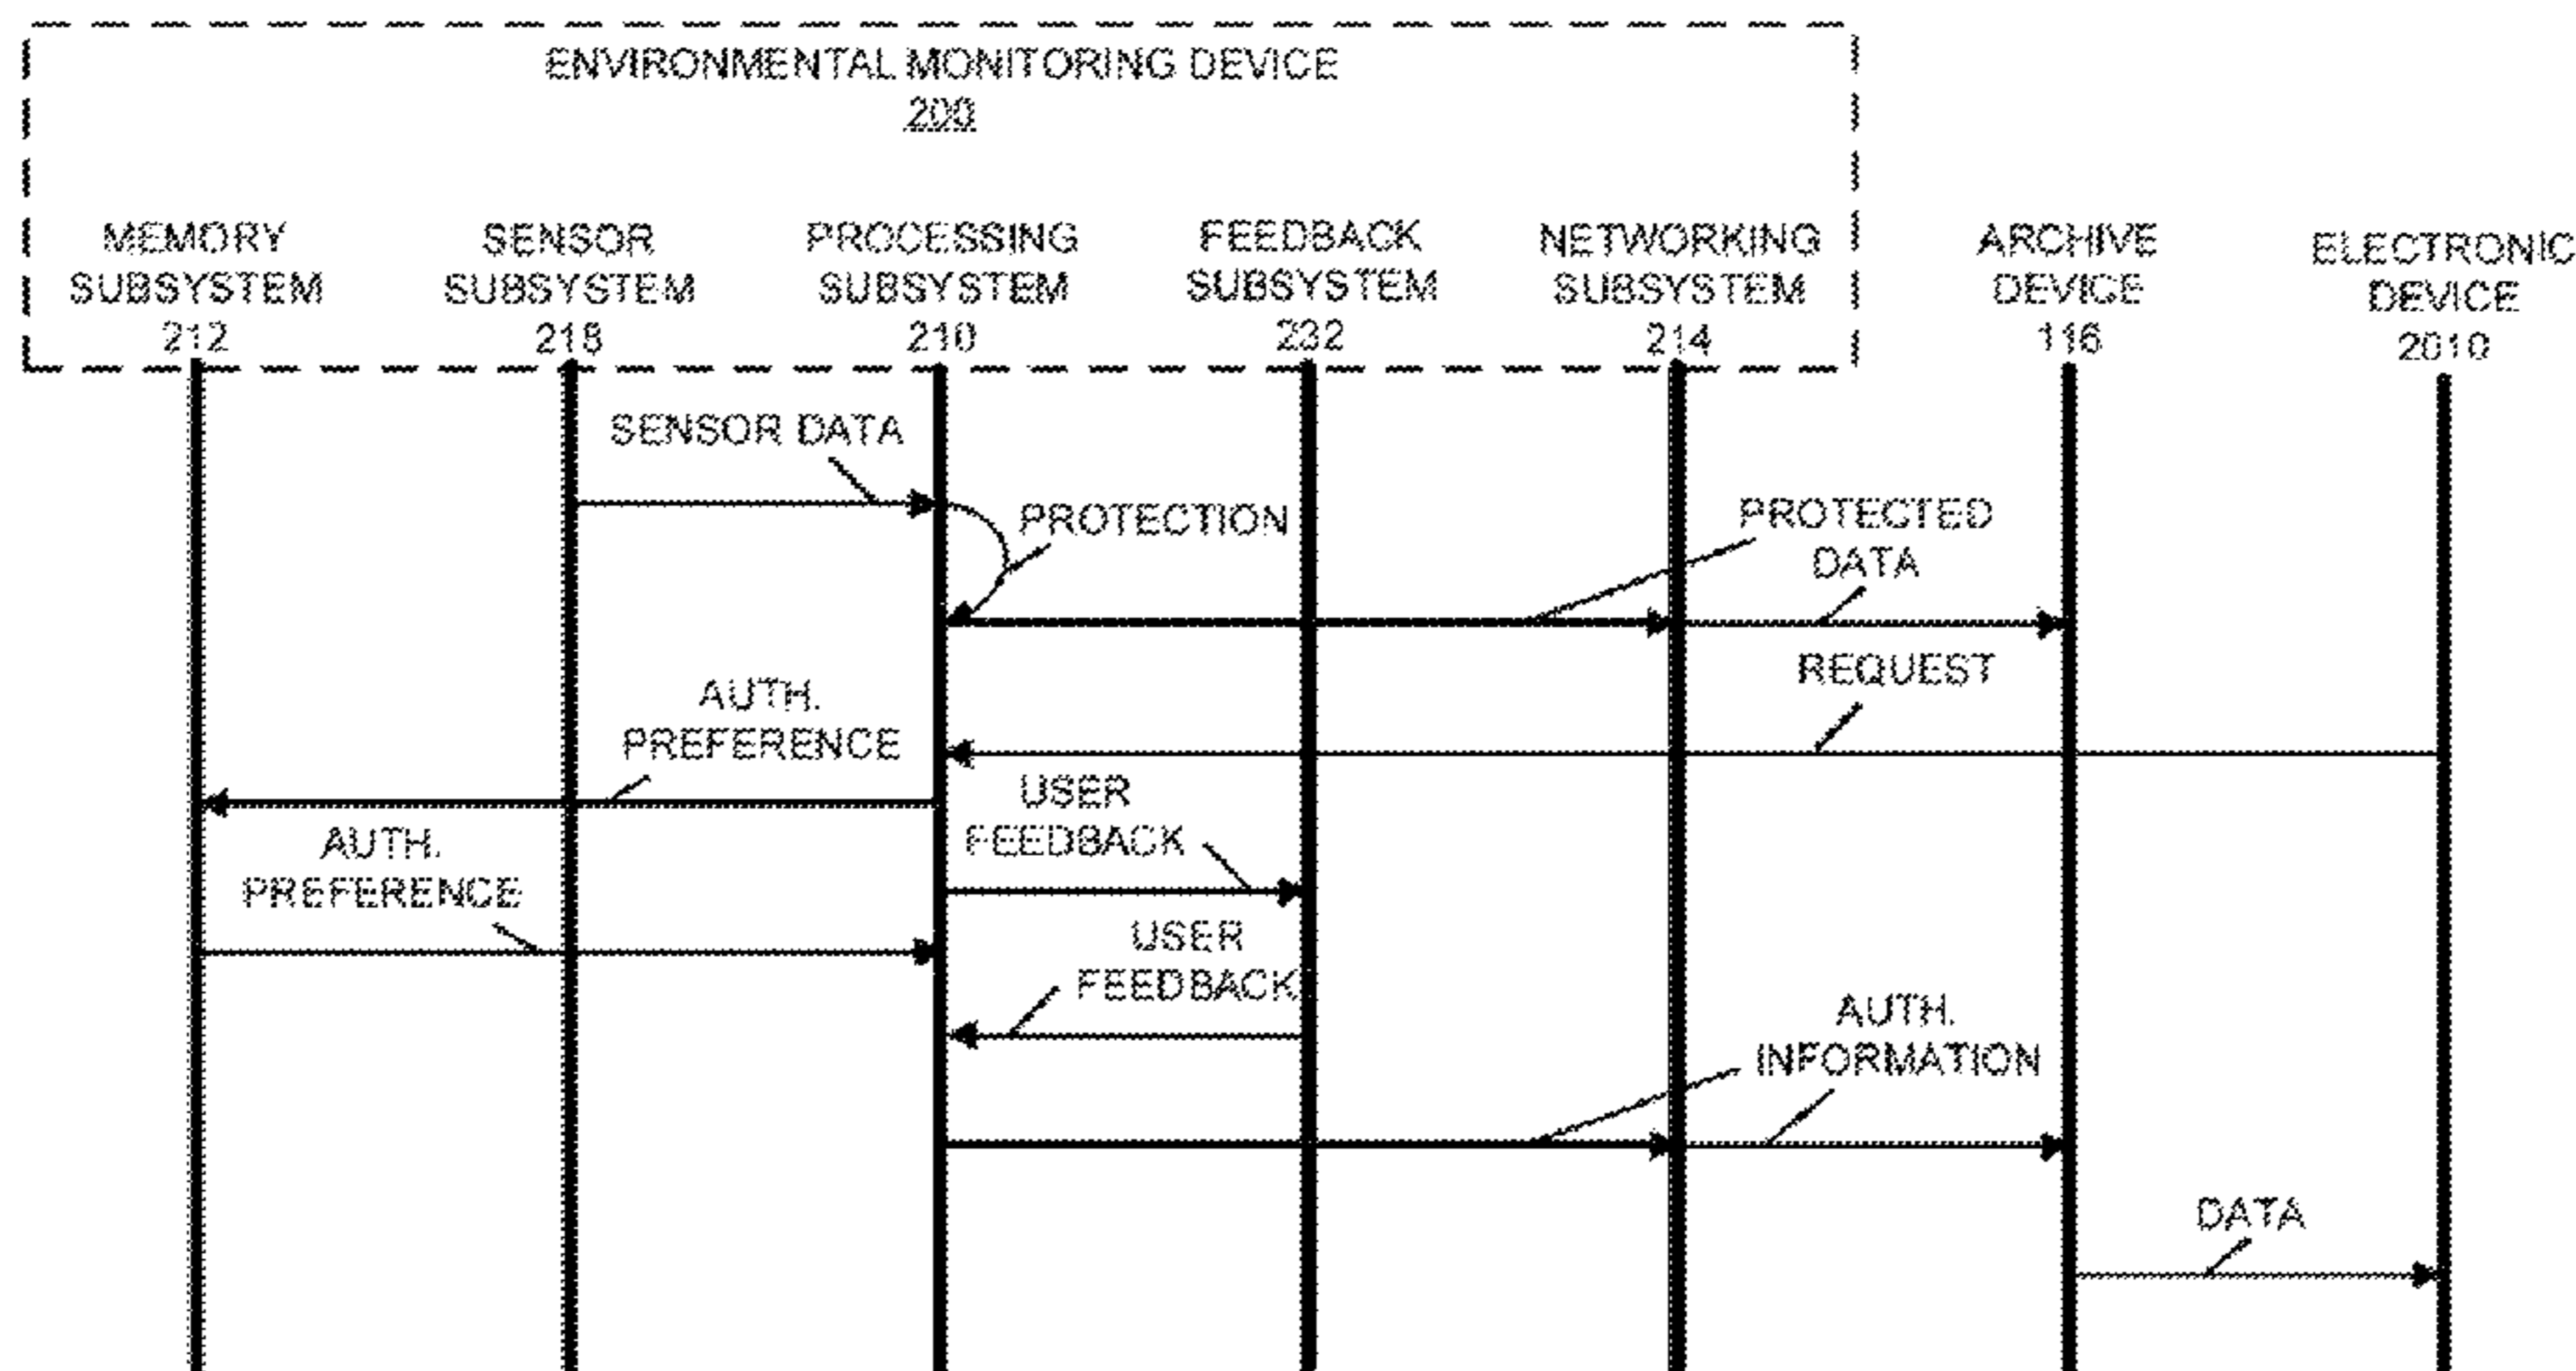 ENVIRONMENTAL MONITORING DEVICE
200
MEMORY
SUBSYSTEM
212
SENSOR
SUBSYSTEM
218
PROCESSING
SUBSYSTEM
210
FEEDBACK
SUBSYSTEM
232
NETWORKING
SUBSYSTEM
214
ARCHIVE
DEVICE
116
ELECTRONIC
DEVICE
2010
SENSOR DATA
PROTECTION
PROTECTED
DATA
REQUEST
AUTH.
PREFERENCE
USER
FEEDBACK
AUTH.
PREFERENCE
USER
FEEDBACK
AUTH.
INFORMATION
DATA